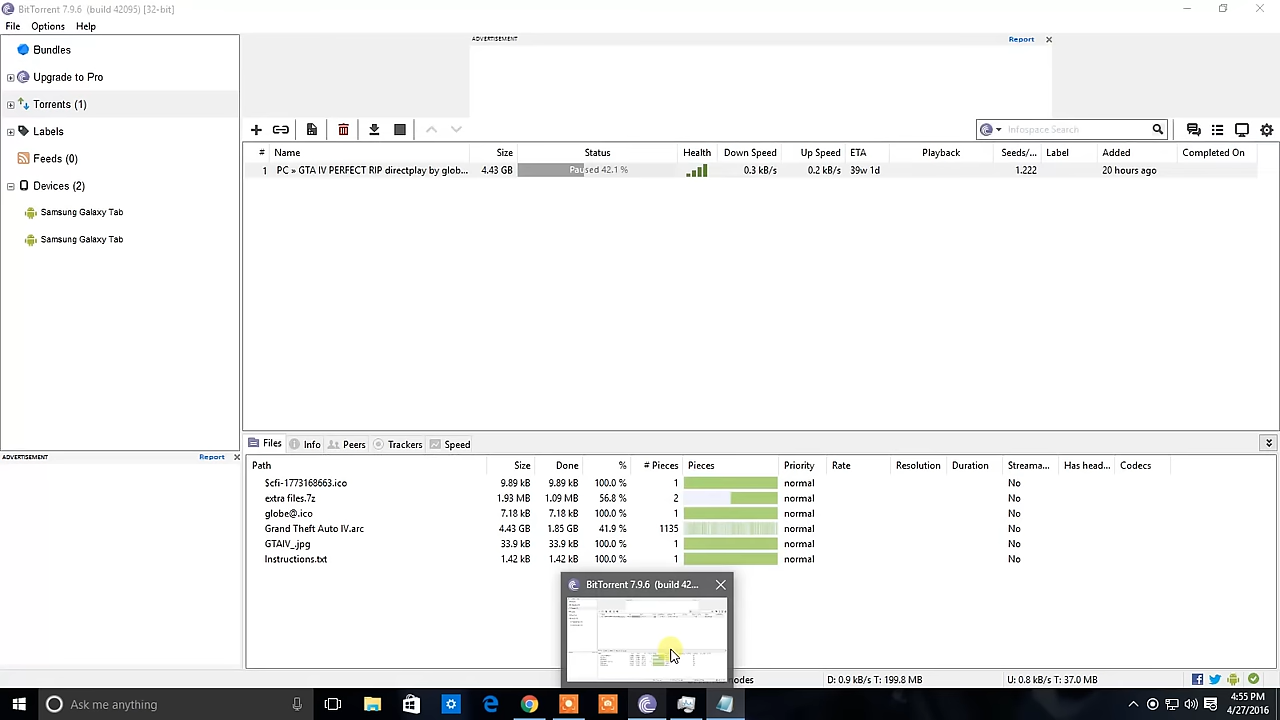 BitTorrent 7.9.6 (build 42095) [32-bit]
File Options Help
Bundles
Upgrade to Pro
Torrents (1)
Labels
Feeds (0)
Devices (2)
Samsung Galaxy Tab
Samsung Galaxy Tab
ADVERTISEMENT Report
ADVERTISEMENT Report
Infospace Search
# Name Size Status Health Down Speed Up Speed ETA Playback Seeds/... Label Added Completed On
1 PC » GTA IV PERFECT RIP directplay by glob... 4.43 GB Paused 42.1 % 0.3 kB/s 0.2 kB/s 39w 1d 1.222 20 hours ago
Files Info Peers Trackers Speed
Path Size Done % # Pieces Pieces Priority Rate Resolution Duration Streama... Has head... Codecs
Scfi-1773168663.ico 9.89 kB 9.89 kB 100.0 % 1 normal No
extra files.7z 1.93 MB 1.09 MB 56.8 % 2 normal No
globe@.ico 7.18 kB 7.18 kB 100.0 % 1 normal No
Grand Theft Auto IV.arc 4.43 GB 1.85 GB 41.9 % 1135 normal No
GTAIV_.jpg 33.9 kB 33.9 kB 100.0 % 1 normal No
Instructions.txt 1.42 kB 1.42 kB 100.0 % 1 normal No
BitTorrent 7.9.6 (build 42...
nodes D: 0.9 kB/s T: 199.8 MB U: 0.8 kB/s T: 37.0 MB
Ask me anything
4:55 PM
4/27/2016